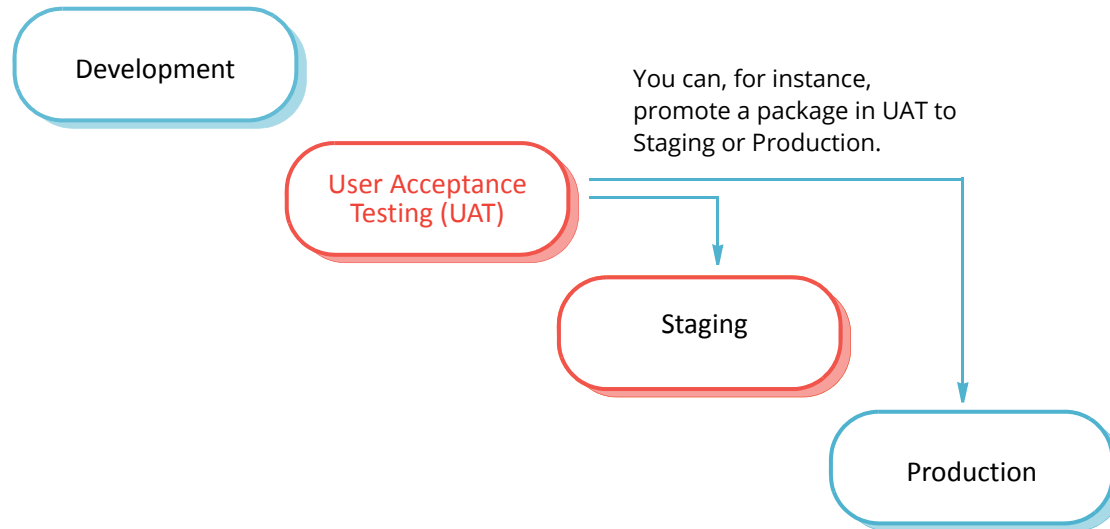 Development
You can, for instance,
promote a package in UAT to
Staging or Production.
User Acceptance
Testing (UAT)
Staging
Production